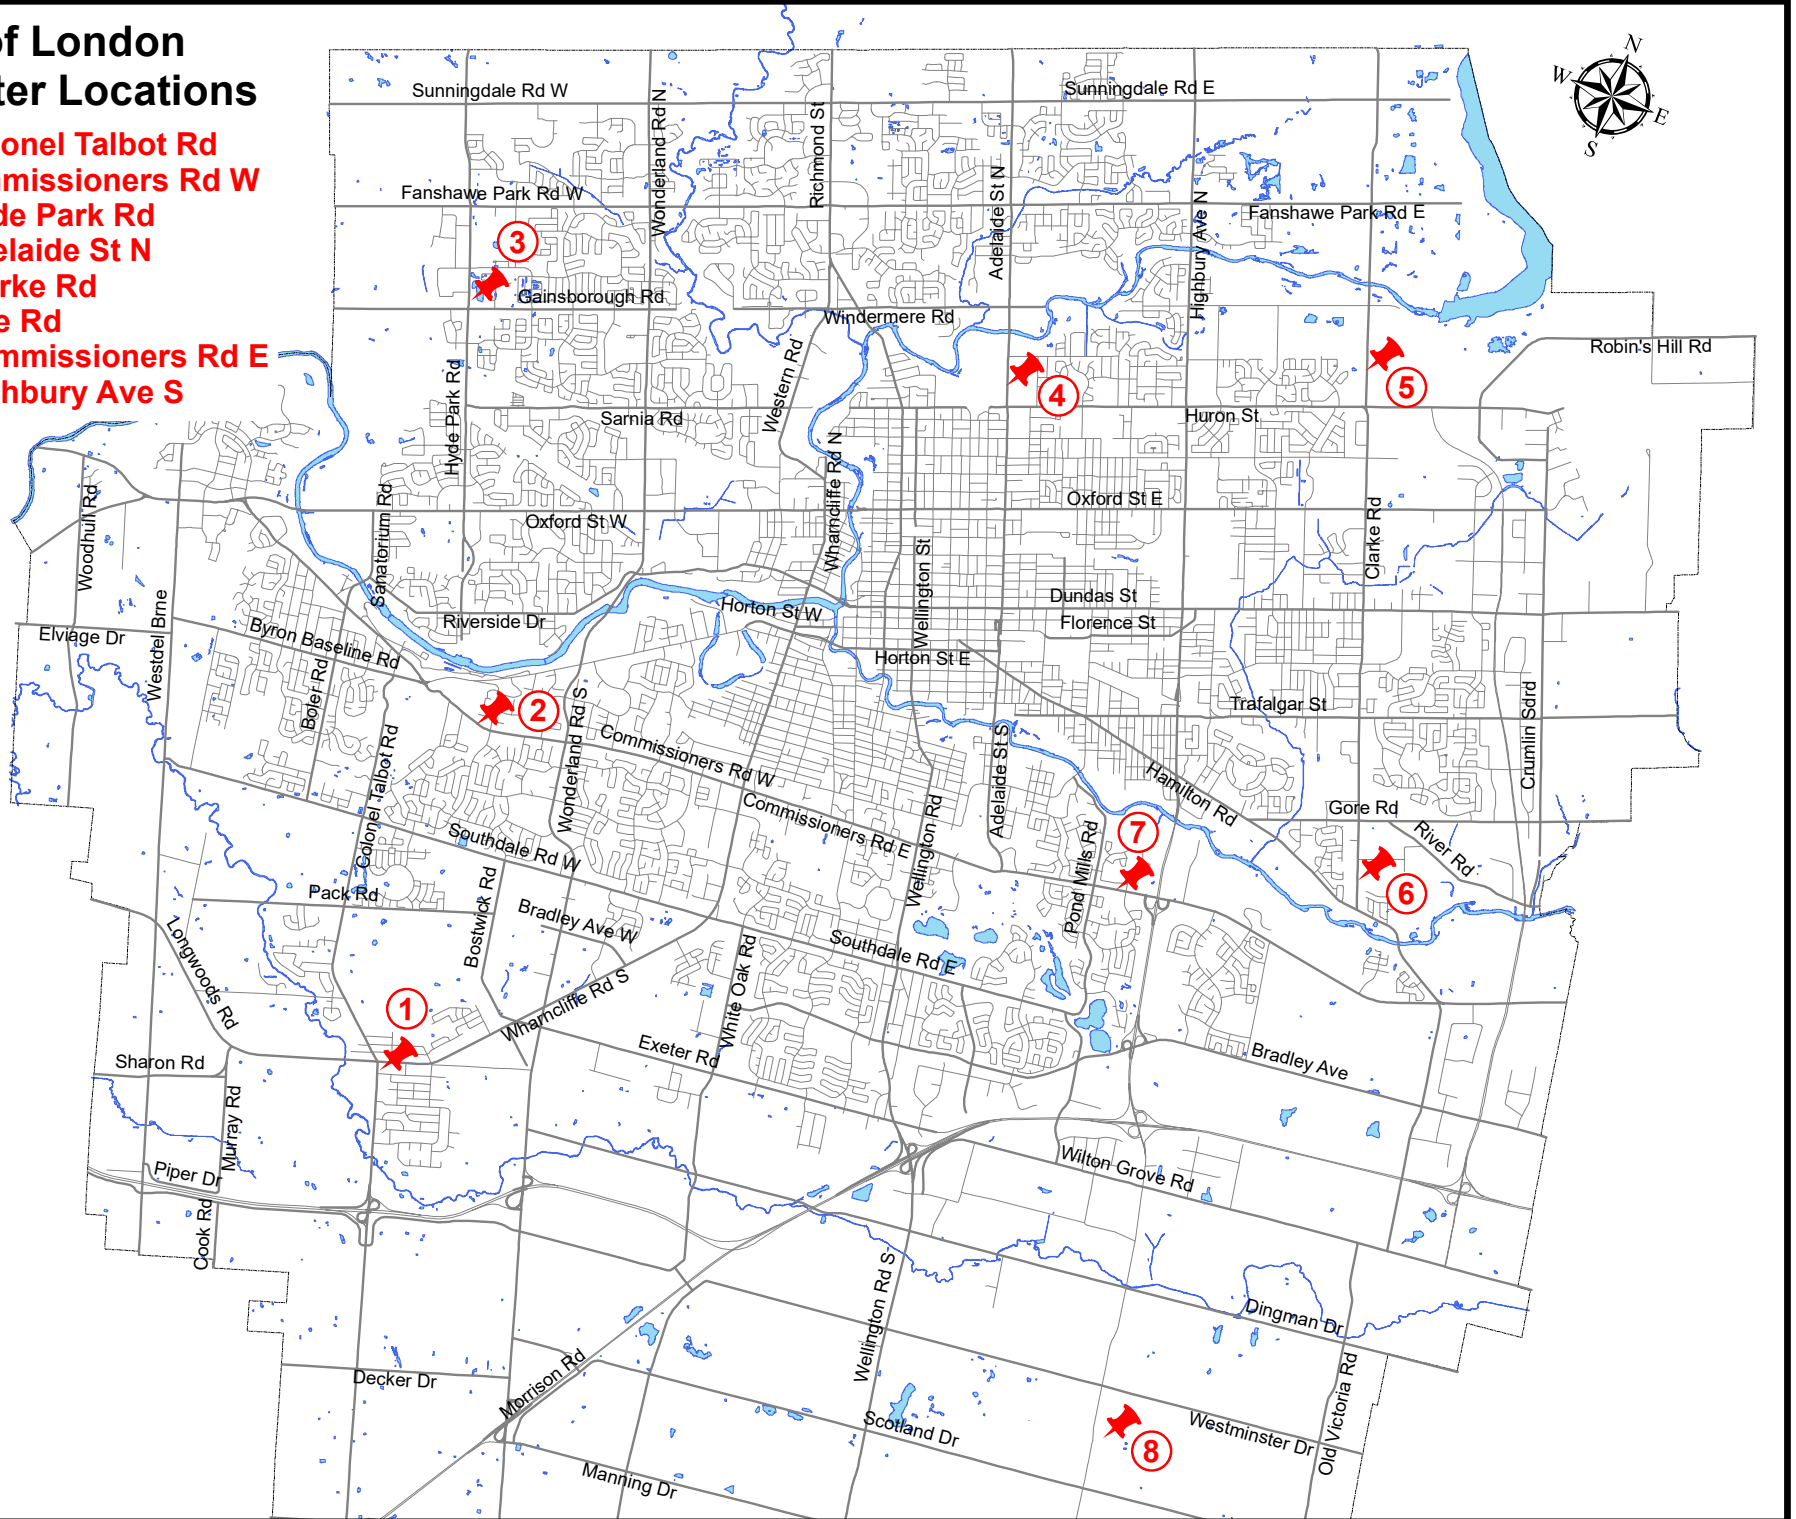 of London
ter Locations
onel Talbot Rd
nmissioners Rd W
de Park Rd
elaide St N
rke Rd
e Rd
mmissioners Rd E
ghbury Ave S
N
W
E
S
Sunningdale Rd W
Sunningdale Rd E
Wonderland Rd N
Richmond St
Adelaide St N
Fanshawe Park Rd W
Highbury Ave N
Fanshawe Park Rd E
3
Gainsborough Rd
Windermere Rd
Robin's Hill Rd
Western Rd
Hyde Park Rd
4
5
Sarnia Rd
Huron St
Wharncliffe Rd N
Woodhull Rd
Sanatorium Rd
Oxford St W
Oxford St E
Clarke Rd
Wellington St
Westdel Brne
Dundas St
Horton St W
Riverside Dr
Florence St
Elviage Dr
Byron Baseline Rd
Horton St E
Boler Rd
2
Wonderland Rd S
Trafalgar St
Crumlin Sdrd
Colonel Talbot Rd
Commissioners Rd W
Adelaide St S
Hamilton Rd
Commissioners Rd E
Wellington Rd
Gore Rd
7
Pond Mills Rd
River Rd
Southdale Rd W
6
Pack Rd
Bostwick Rd
Bradley Ave W
Longwoods Rd
Southdale Rd E
White Oak Rd
1
Wharncliffe Rd S
Exeter Rd
Sharon Rd
Bradley Ave
Murray Rd
Piper Dr
Wilton Grove Rd
Cook Rd
Wellington Rd S
Dingman Dr
Decker Dr
Morrison Rd
Old Victoria Rd
Scotland Dr
Westminster Dr
8
Manning Dr